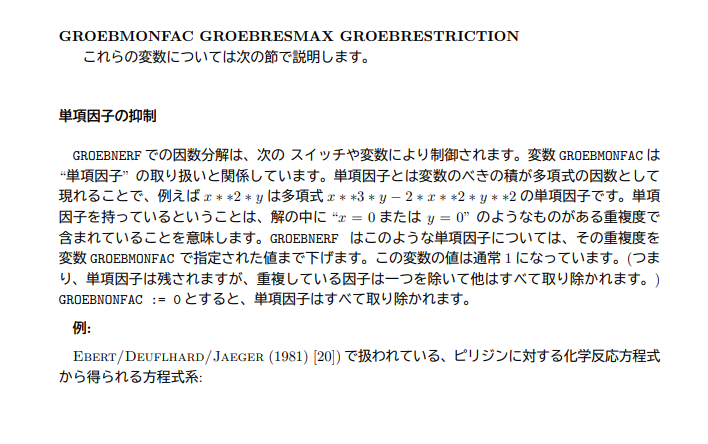 GROEBMONFAC GROEBRESMAX GROEBRESTRICTION
これらの変数については次の節で説明します。
単項因子の抑制
GROEBNERF での因数分解は、次の スイッチや変数により制御されます。変数 GROEBMONFAC は
“単項因子” の取り扱いと関係しています。単項因子とは変数のべきの積が多項式の因数として
現れることで、例えば x ∗ ∗2 ∗ y は多項式 x ∗ ∗3 ∗ y − 2 ∗ x ∗ ∗2 ∗ y ∗ ∗2 の単項因子です。単項
因子を持っているということは、解の中に “x = 0 または y = 0” のようなものがある重複度で
含まれていることを意味します。GROEBNERF はこのような単項因子については、その重複度を
変数 GROEBMONFAC で指定された値まで下げます。この変数の値は通常 1 になっています。(つま
り、単項因子は残されますが、重複している因子は一つを除いて他はすべて取り除かれます。)
GROEBNONFAC := 0 とすると、単項因子はすべて取り除かれます。
例:
EBERT/DEUFLHARD/JAEGER (1981) [20]) で扱われている、ピリジンに対する化学反応方程式
から得られる方程式系: